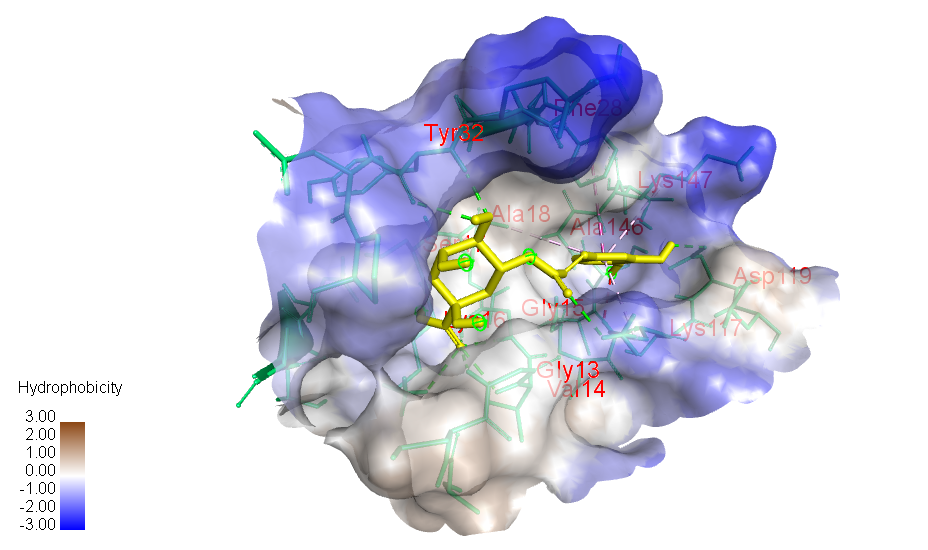 Phe28
Tyr32
Lys147
Ala18
Ala146
Asp119
Gly15
Lys117
Gly13
Val14
Hydrophobicity
3.00
2.00
1.00
0.00
-1.00
-2.00
-3.00